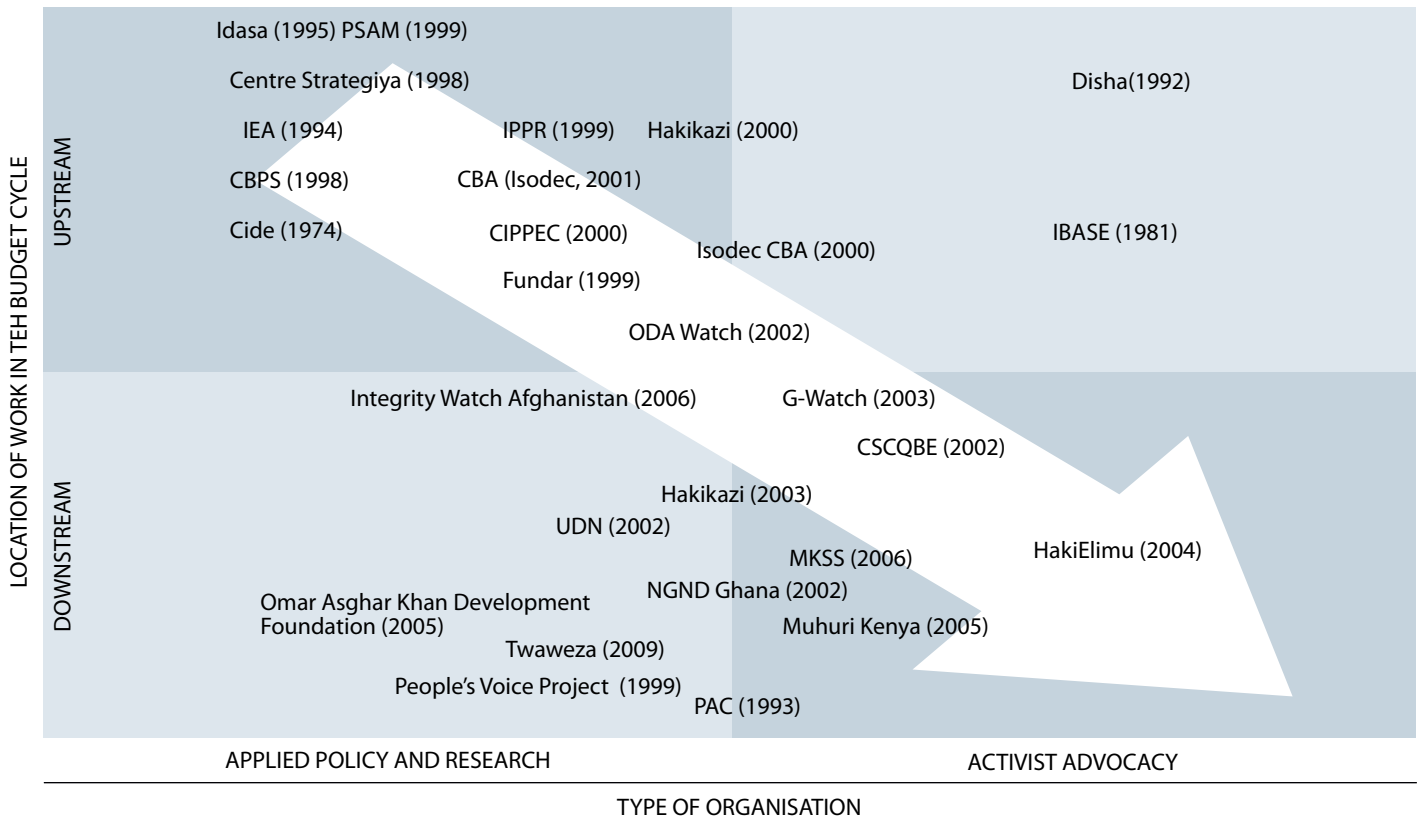 Idasa (1995) PSAM (1999)
Centre Strategiya (1998)
Disha(1992)
IEA (1994)
IPPR (1999)
Hakikazi (2000)
CBPS (1998)
CBA (Isodec, 2001)
Cide (1974)
CIPPEC (2000)
IBASE (1981)
Isodec CBA (2000)
Fundar (1999)
ODA Watch (2002)
UPSTREAM
LOCATION OF WORK IN TEH BUDGET CYCLE
Integrity Watch Afghanistan (2006)
G-Watch (2003)
CSCQBE (2002)
Hakikazi (2003)
UDN (2002)
MKSS (2006)
HakiElimu (2004)
NGND Ghana (2002)
Omar Asghar Khan Development
Foundation (2005)
Muhuri Kenya (2005)
Twaweza (2009)
People’s Voice Project (1999)
PAC (1993)
DOWNSTREAM
APPLIED POLICY AND RESEARCH
ACTIVIST ADVOCACY
TYPE OF ORGANISATION